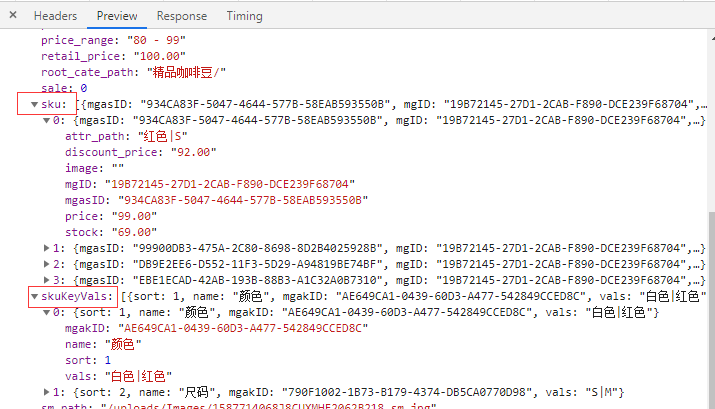 × Headers Preview Response Timing
price_range: "80 - 99"
retail_price: "100.00"
root_cate_path: "精品咖啡豆/"
sale: 0
▼sku: [{mgasID: "934CA83F-5047-4644-577B-58EAB593550B", mgID: "19B72145-27D1-2CAB-F890-DCE239F68704",…
▼0: {mgasID: "934CA83F-5047-4644-577B-58EAB593550B", mgID: "19B72145-27D1-2CAB-F890-DCE239F68704",…}
attr_path: "红色|S"
discount_price: "92.00"
image: ""
mgID: "19B72145-27D1-2CAB-F890-DCE239F68704"
mgasID: "934CA83F-5047-4644-577B-58EAB593550B"
price: "99.00"
stock: "69.00"
▶1: {mgasID: "99900DB3-475A-2C80-8698-8D2B4025928B", mgID: "19B72145-27D1-2CAB-F890-DCE239F68704",…}
▶2: {mgasID: "DB9E2EE6-D552-11F3-5D29-A94819BE74BF", mgID: "19B72145-27D1-2CAB-F890-DCE239F68704",…}
▶3: {mgasID: "EBE1ECAD-42AB-193B-88B3-A1C32A0B7310", mgID: "19B72145-27D1-2CAB-F890-DCE239F68704",…}
▼skuKeyVals: [{sort: 1, name: "颜色", mgakID: "AE649CA1-0439-60D3-A477-542849CCED8C", vals: "白色|红色"
▼0: {sort: 1, name: "颜色", mgakID: "AE649CA1-0439-60D3-A477-542849CCED8C", vals: "白色|红色"}
mgakID: "AE649CA1-0439-60D3-A477-542849CCED8C"
name: "颜色"
sort: 1
vals: "白色|红色"
▶1: {sort: 2, name: "尺码", mgakID: "790F1002-1B73-B179-4374-DB5CA0770D98", vals: "S|M"}